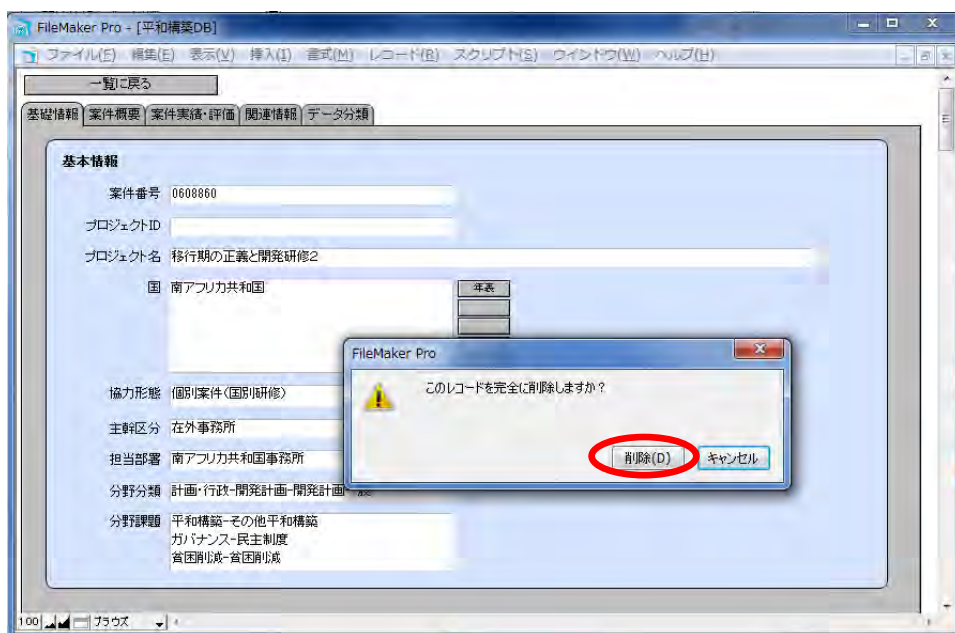 FileMaker Pro - [平和構築DB]
ファイル(F) 編集(E) 表示(V) 挿入(I) 書式(M) レコード(R) スクリプト(S) ウインドウ(W) ヘルプ(H)
一覧に戻る
基礎情報 案件概要 案件実績・評価 関連情報 データ分類
基本情報
案件番号 0608860
プロジェクトID
プロジェクト名 移行期の正義と開発研修2
国 南アフリカ共和国 年表
FileMaker Pro
このレコードを完全に削除しますか？
協力形態 個別案件(国別研修)
主幹区分 在外事務所
担当部署 南アフリカ共和国事務所
削除(D) キャンセル
分野分類 計画・行政-開発計画-開発計画
分野課題 平和構築-その他平和構築
ガバナンス-民主制度
貧困削減-貧困削減
100 ブラウズ